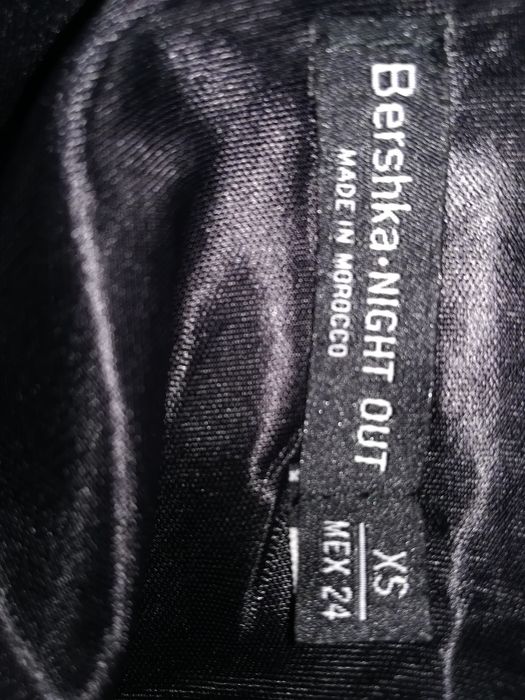 Bershka·NIGHT OUT
MADE IN MOROCCO
XS
MEX 24